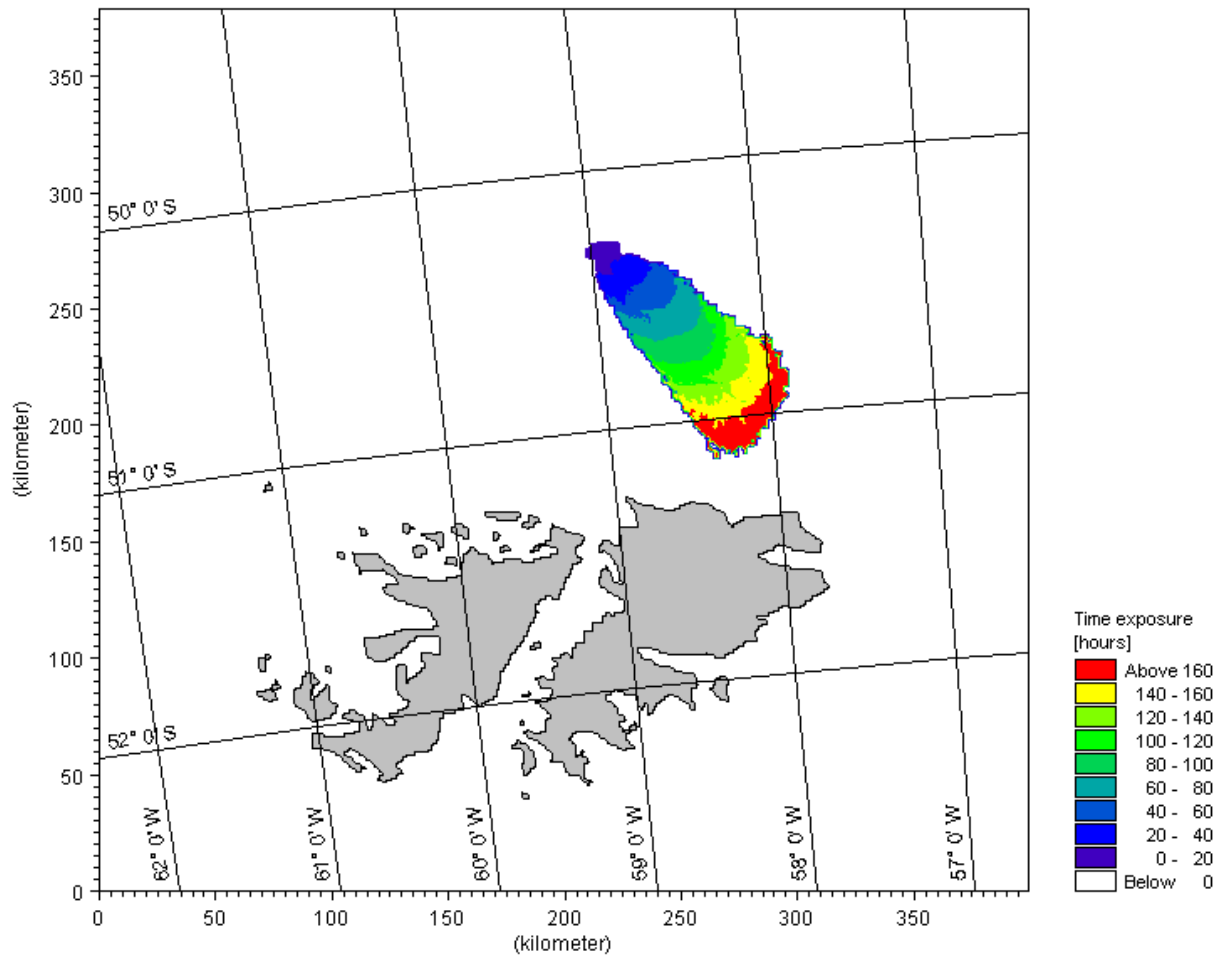 350
300
250
200
150
100
50
0
(kilometer)
0 50 100 150 200 250 300 350
(kilometer)
50° 0' S
51° 0' S
52° 0' S
62° 0' W
61° 0' W
60° 0' W
59° 0' W
58° 0' W
57° 0' W
Time exposure
[hours]
Above 160
140 - 160
120 - 140
100 - 120
80 - 100
60 - 80
40 - 60
20 - 40
0 - 20
Below 0